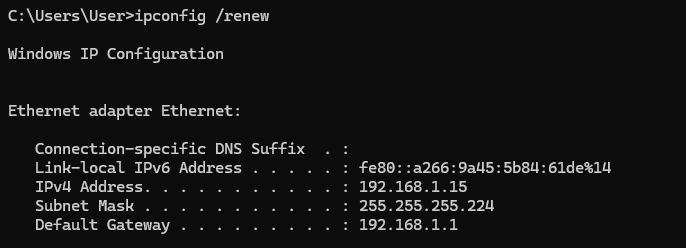 C:\Users\User>ipconfig /renew
Windows IP Configuration
Ethernet adapter Ethernet:
Connection-specific DNS Suffix  . :
Link-local IPv6 Address . . . . . : fe80::a266:9a45:5b84:61de%14
IPv4 Address. . . . . . . . . . . : 192.168.1.15
Subnet Mask . . . . . . . . . . . : 255.255.255.224
Default Gateway . . . . . . . . . : 192.168.1.1